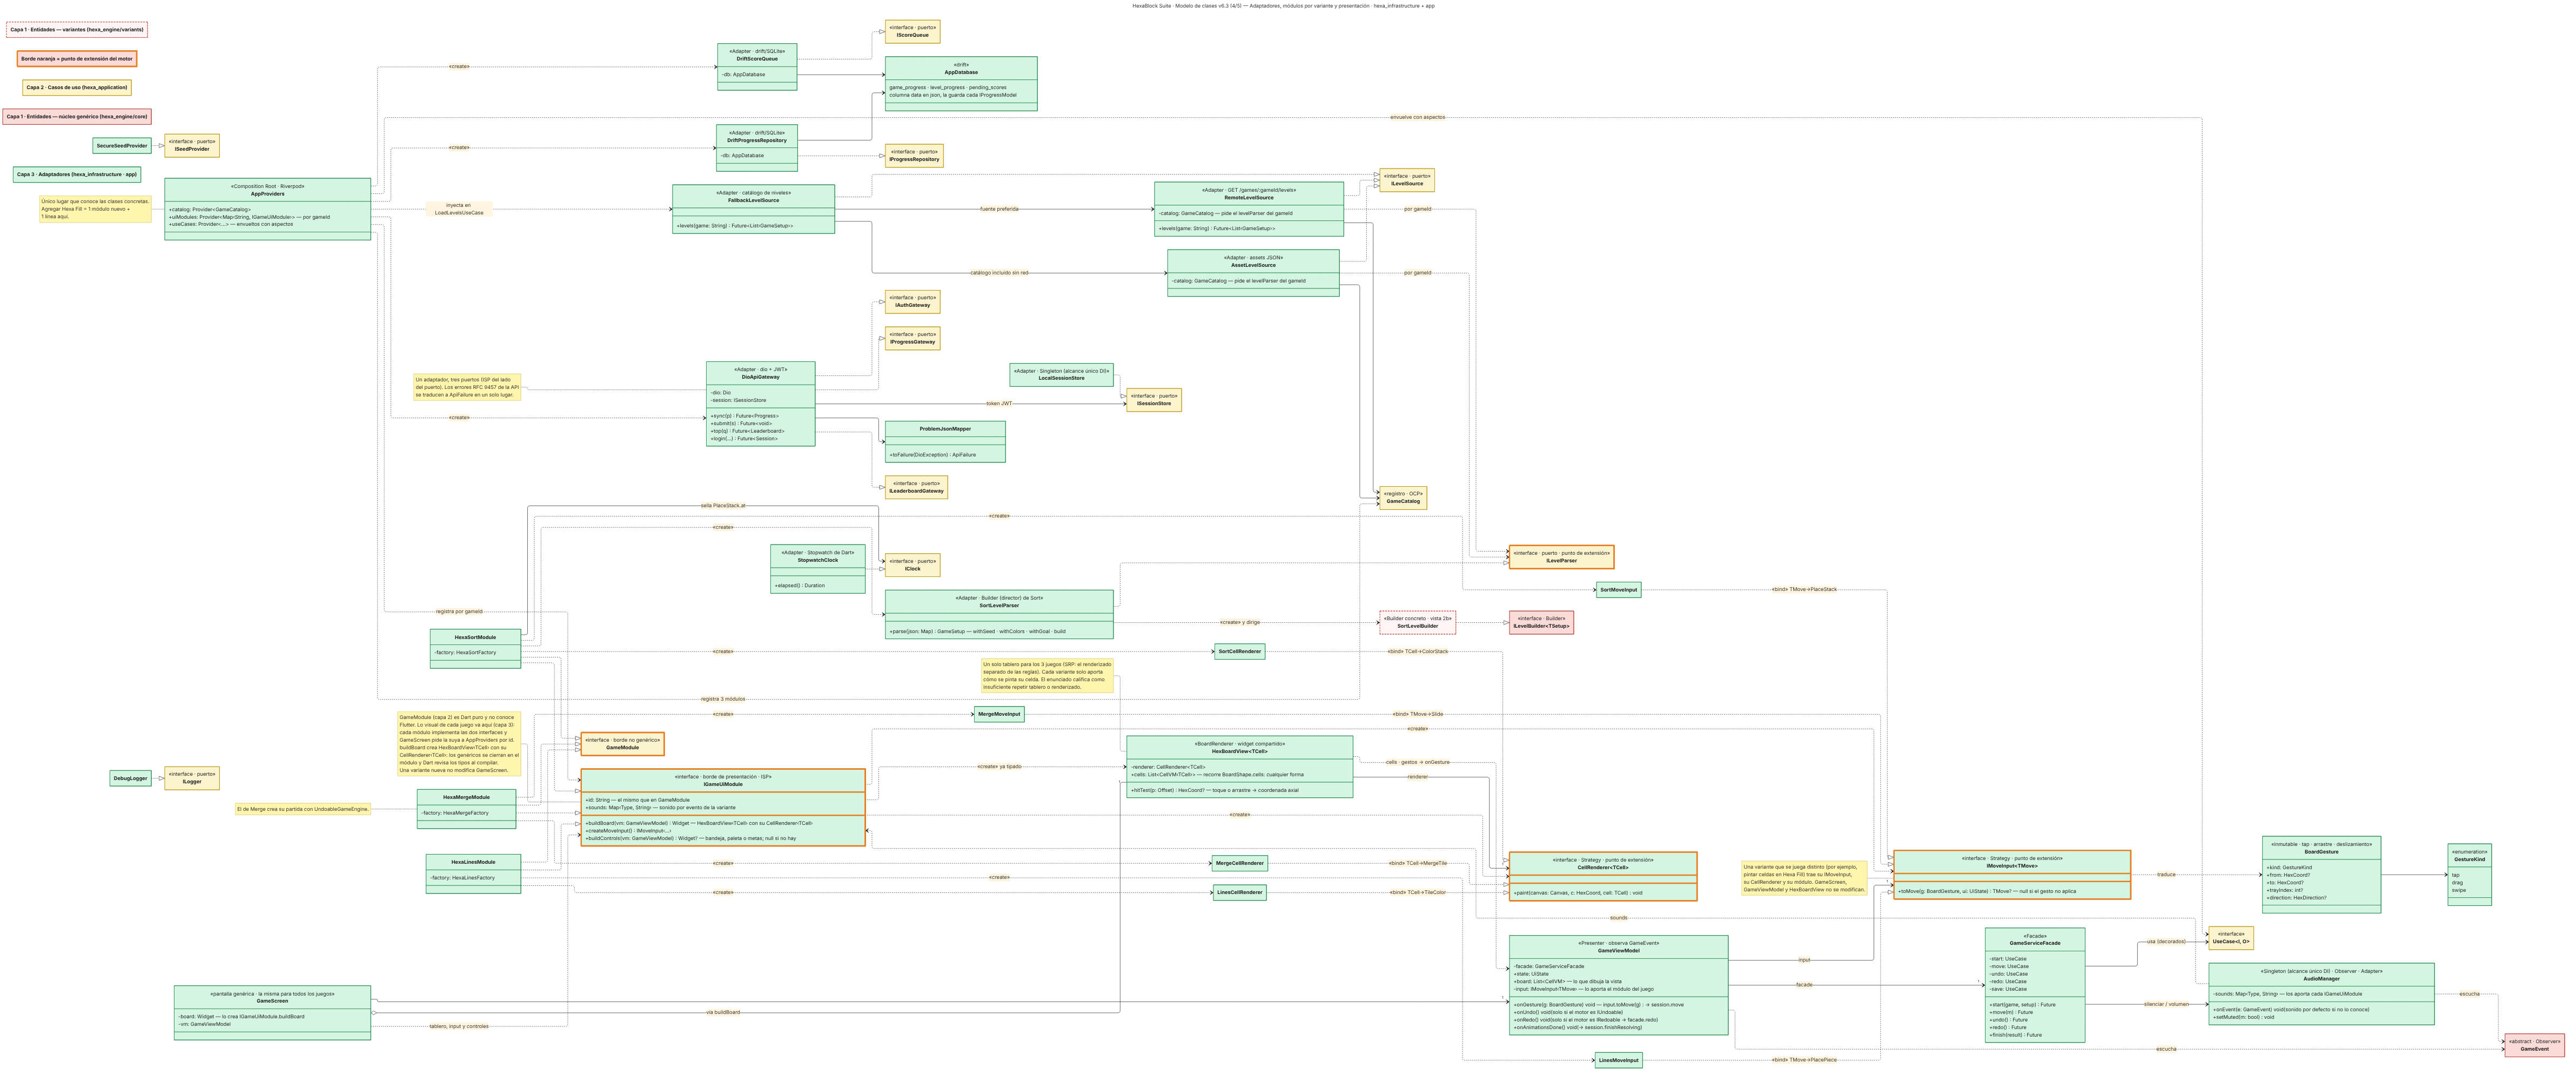 HexaBlock Suite · Modelo de clases v6.3 (4/5) — Adaptadores, módulos por variante y presentación · hexa_infrastructure + app
Capa 1 · Entidades — variantes (hexa_engine/variants)
Borde naranja = punto de extensión del motor
Capa 2 · Casos de uso (hexa_application)
Capa 1 · Entidades — núcleo genérico (hexa_engine/core)
SecureSeedProvider
«interface · puerto»
ISeedProvider
Capa 3 · Adaptadores (hexa_infrastructure · app)
Único lugar que conoce las clases concretas.
Agregar Hexa Fill = 1 módulo nuevo +
1 línea aquí.
«Composition Root · Riverpod»
AppProviders
+catalog: Provider<GameCatalog>
+uiModules: Provider<Map<String, IGameUiModule>> — por gameId
+useCases: Provider<...> — envueltos con aspectos
«create»
«create»
inyecta en
LoadLevelsUseCase
«create»
registra por gameId
registra 3 módulos
envuelve con aspectos
«Adapter · drift/SQLite»
DriftScoreQueue
-db: AppDatabase
«interface · puerto»
IScoreQueue
«drift»
AppDatabase
game_progress · level_progress · pending_scores
columna data en json, la guarda cada IProgressModel
«Adapter · drift/SQLite»
DriftProgressRepository
-db: AppDatabase
«interface · puerto»
IProgressRepository
«Adapter · catálogo de niveles»
FallbackLevelSource
+levels(game: String) : Future<List<GameSetup>>
fuente preferida
catálogo incluido sin red
«Adapter · GET /games/:gameId/levels»
RemoteLevelSource
-catalog: GameCatalog — pide el levelParser del gameId
+levels(game: String) : Future<List<GameSetup>>
«interface · puerto»
ILevelSource
por gameId
«Adapter · assets JSON»
AssetLevelSource
-catalog: GameCatalog — pide el levelParser del gameId
por gameId
«interface · puerto»
IAuthGateway
«interface · puerto»
IProgressGateway
Un adaptador, tres puertos (ISP del lado
del puerto). Los errores RFC 9457 de la API
se traducen a ApiFailure en un solo lugar.
«Adapter · dio + JWT»
DioApiGateway
-dio: Dio
-session: ISessionStore
+sync(p) : Future<Progress>
+submit(s) : Future<void>
+top(q) : Future<Leaderboard>
+login(...) : Future<Session>
«Adapter · Singleton (alcance único DI)»
LocalSessionStore
token JWT
«interface · puerto»
ISessionStore
ProblemJsonMapper
+toFailure(DioException) : ApiFailure
«interface · puerto»
ILeaderboardGateway
«registro · OCP»
GameCatalog
sella PlaceStack.at
«create»
«create»
«Adapter · Stopwatch de Dart»
StopwatchClock
+elapsed() : Duration
«interface · puerto»
IClock
«interface · puerto · punto de extensión»
ILevelParser
«Adapter · Builder (director) de Sort»
SortLevelParser
+parse(json: Map) : GameSetup — withSeed · withColors · withGoal · build
«create» y dirige
«Builder concreto · vista 2b»
SortLevelBuilder
«interface · Builder»
ILevelBuilder<TSetup>
SortMoveInput
«bind» TMove→PlaceStack
HexaSortModule
-factory: HexaSortFactory
«create»
SortCellRenderer
«bind» TCell→ColorStack
Un solo tablero para los 3 juegos (SRP: el renderizado
separado de las reglas). Cada variante solo aporta
cómo se pinta su celda. El enunciado califica como
insuficiente repetir tablero o renderizado.
GameModule (capa 2) es Dart puro y no conoce
Flutter. Lo visual de cada juego va aquí (capa 3):
cada módulo implementa las dos interfaces y
GameScreen pide la suya a AppProviders por id.
buildBoard crea HexBoardView<TCell> con su
CellRenderer<TCell>: los genéricos se cierran en el
módulo y Dart revisa los tipos al compilar.
Una variante nueva no modifica GameScreen.
«create»
MergeMoveInput
«bind» TMove→Slide
«interface · borde no genérico»
GameModule
«create»
«BoardRenderer · widget compartido»
HexBoardView<TCell>
-renderer: CellRenderer<TCell>
+cells: List<CellVM<TCell>> — recorre BoardShape.cells: cualquier forma
+hitTest(p: Offset) : HexCoord? — toque o arrastre → coordenada axial
cells · gestos → onGesture
renderer
DebugLogger
«interface · puerto»
ILogger
El de Merge crea su partida con UndoableGameEngine.
HexaMergeModule
-factory: HexaMergeFactory
«interface · borde de presentación · ISP»
IGameUiModule
+id: String — el mismo que en GameModule
+sounds: Map<Type, String> — sonido por evento de la variante
+buildBoard(vm: GameViewModel) : Widget — HexBoardView<TCell> con su CellRenderer<TCell>
+createMoveInput() : IMoveInput<...>
+buildControls(vm: GameViewModel) : Widget? — bandeja, paleta o metas; null si no hay
«create» ya tipado
1
«create»
HexaLinesModule
-factory: HexaLinesFactory
«create»
MergeCellRenderer
«bind» TCell→MergeTile
«create»
«create»
LinesCellRenderer
«bind» TCell→TileColor
«interface · Strategy · punto de extensión»
CellRenderer<TCell>
+paint(canvas: Canvas, c: HexCoord, cell: TCell) : void
Una variante que se juega distinto (por ejemplo,
pintar celdas en Hexa Fill) trae su IMoveInput,
su CellRenderer y su módulo. GameScreen,
GameViewModel y HexBoardView no se modifican.
«interface · Strategy · punto de extensión»
IMoveInput<TMove>
+toMove(g: BoardGesture, ui: UiState) : TMove? — null si el gesto no aplica
1
traduce
«inmutable · tap · arrastre · deslizamiento»
BoardGesture
+kind: GestureKind
+from: HexCoord?
+to: HexCoord?
+trayIndex: int?
+direction: HexDirection?
«enumeration»
GestureKind
tap
drag
swipe
sounds
«pantalla genérica · la misma para todos los juegos»
GameScreen
-board: Widget — lo crea IGameUiModule.buildBoard
-vm: GameViewModel
vía buildBoard
tablero, input y controles
1
«Presenter · observa GameEvent»
GameViewModel
-facade: GameServiceFacade
+state: UiState
+board: List<CellVM> — lo que dibuja la vista
-input: IMoveInput<TMove> — lo aporta el módulo del juego
+onGesture(g: BoardGesture) void — input.toMove(g) : → session.move
+onUndo() void(solo si el motor es IUndoable)
+onRedo() void(solo si el motor es IRedoable → facade.redo)
+onAnimationsDone() void(→ session.finishResolving)
input
facade
1
«Facade»
GameServiceFacade
-start: UseCase
-move: UseCase
-undo: UseCase
-redo: UseCase
-save: UseCase
+start(game, setup) : Future
+move(m) : Future
+undo() : Future
+redo() : Future
+finish(result) : Future
usa (decorados)
silenciar / volumen
«interface»
UseCase<I, O>
«Singleton (alcance único DI) · Observer · Adapter»
AudioManager
-sounds: Map<Type, String> — los aporta cada IGameUiModule
+onEvent(e: GameEvent) void(sonido por defecto si no lo conoce)
+setMuted(m: bool) : void
escucha
escucha
«abstract · Observer»
GameEvent
LinesMoveInput
«bind» TMove→PlacePiece